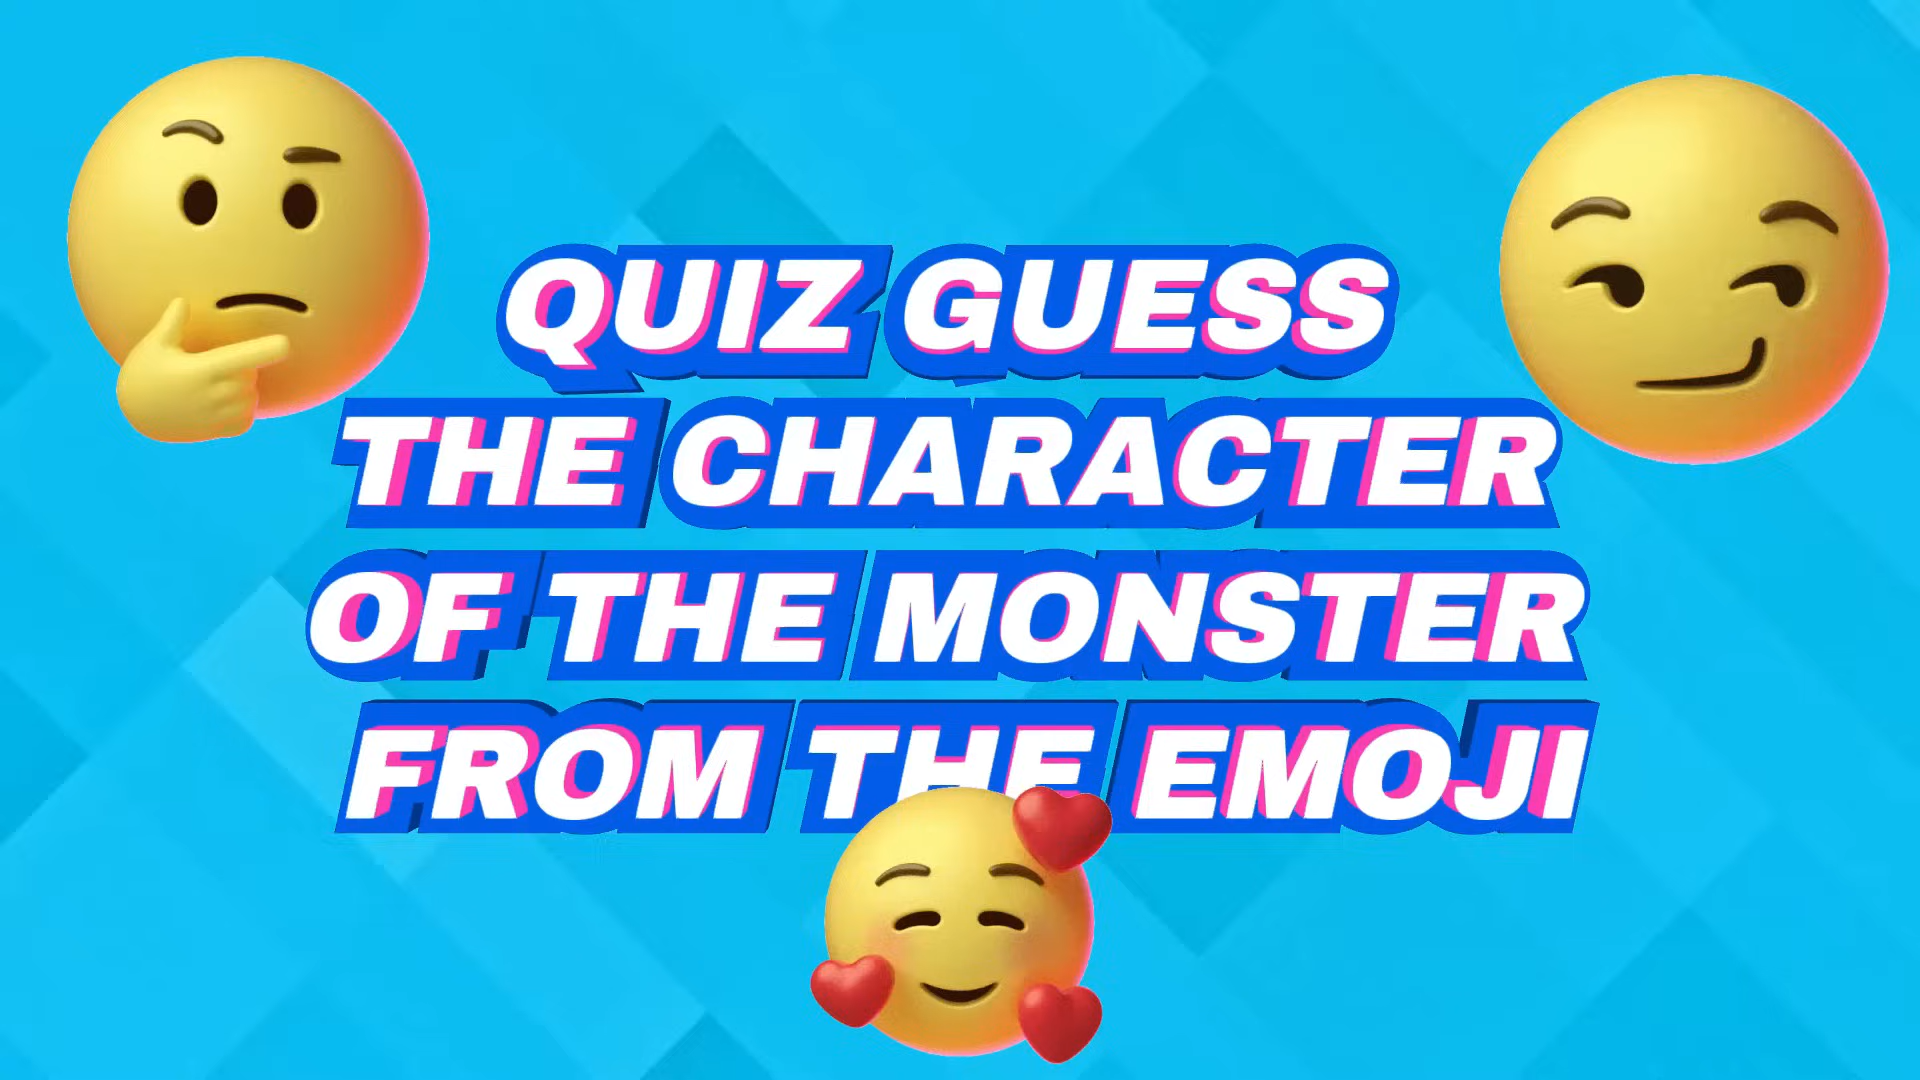 QUIZ GUESS
THE CHARACTER
OF THE MONSTER
FROM THE EMOJI